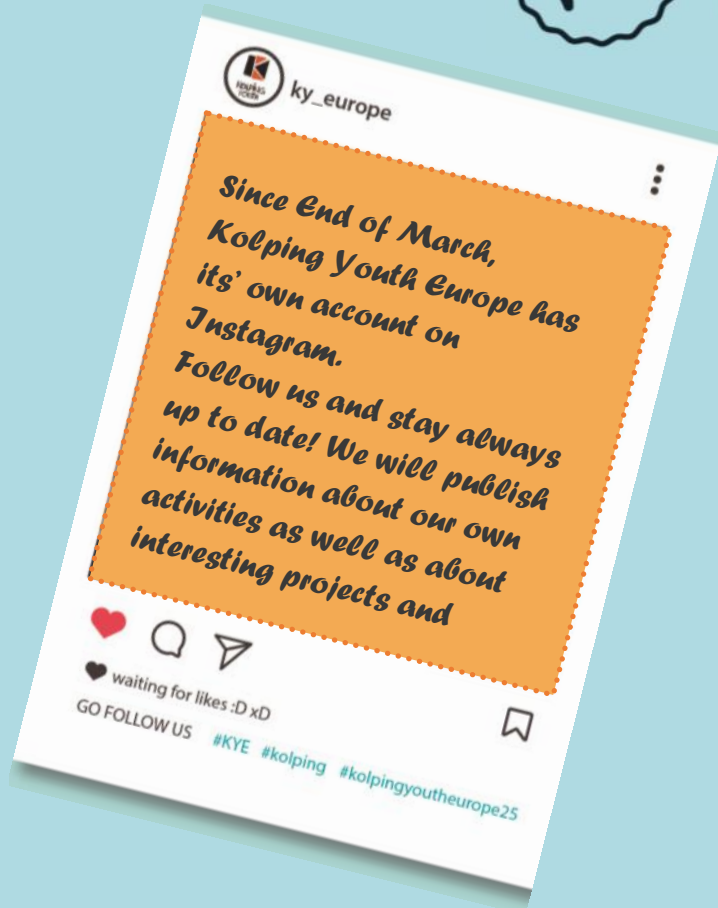 ky_europe
Since End of March,
Kolping Youth Europe has
its' own account on
Instagram.
Follow us and stay always
up to date! We will publish
information about our own
activities as well as about
interesting projects and
waiting for likes :D xD
GO FOLLOW US #KYE #kolping #kolpingyoutheurope25